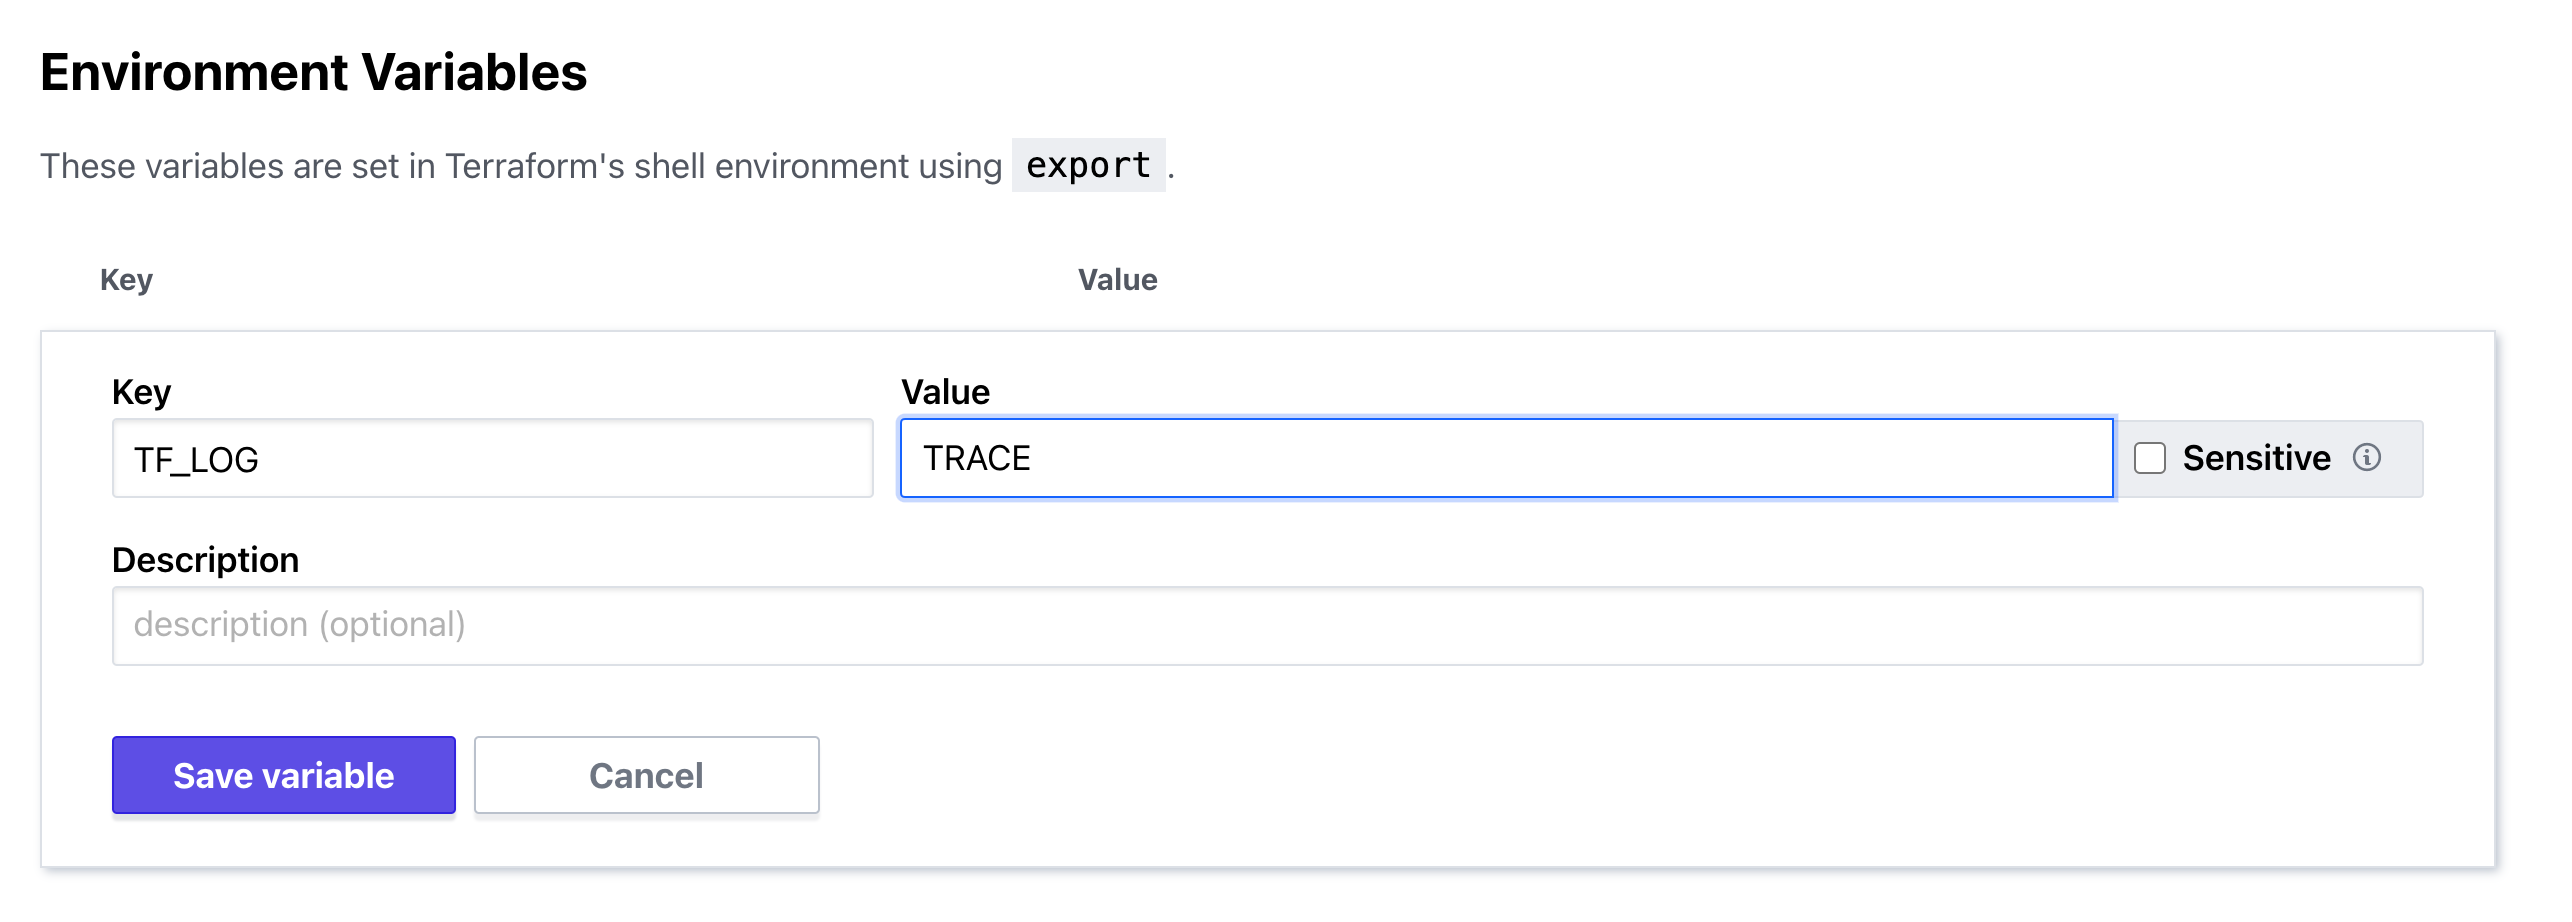 Environment Variables
These variables are set in Terraform's shell environment using export.
Key Value
Key Value
TF_LOG TRACE Sensitive
Description
description (optional)
Save variable Cancel